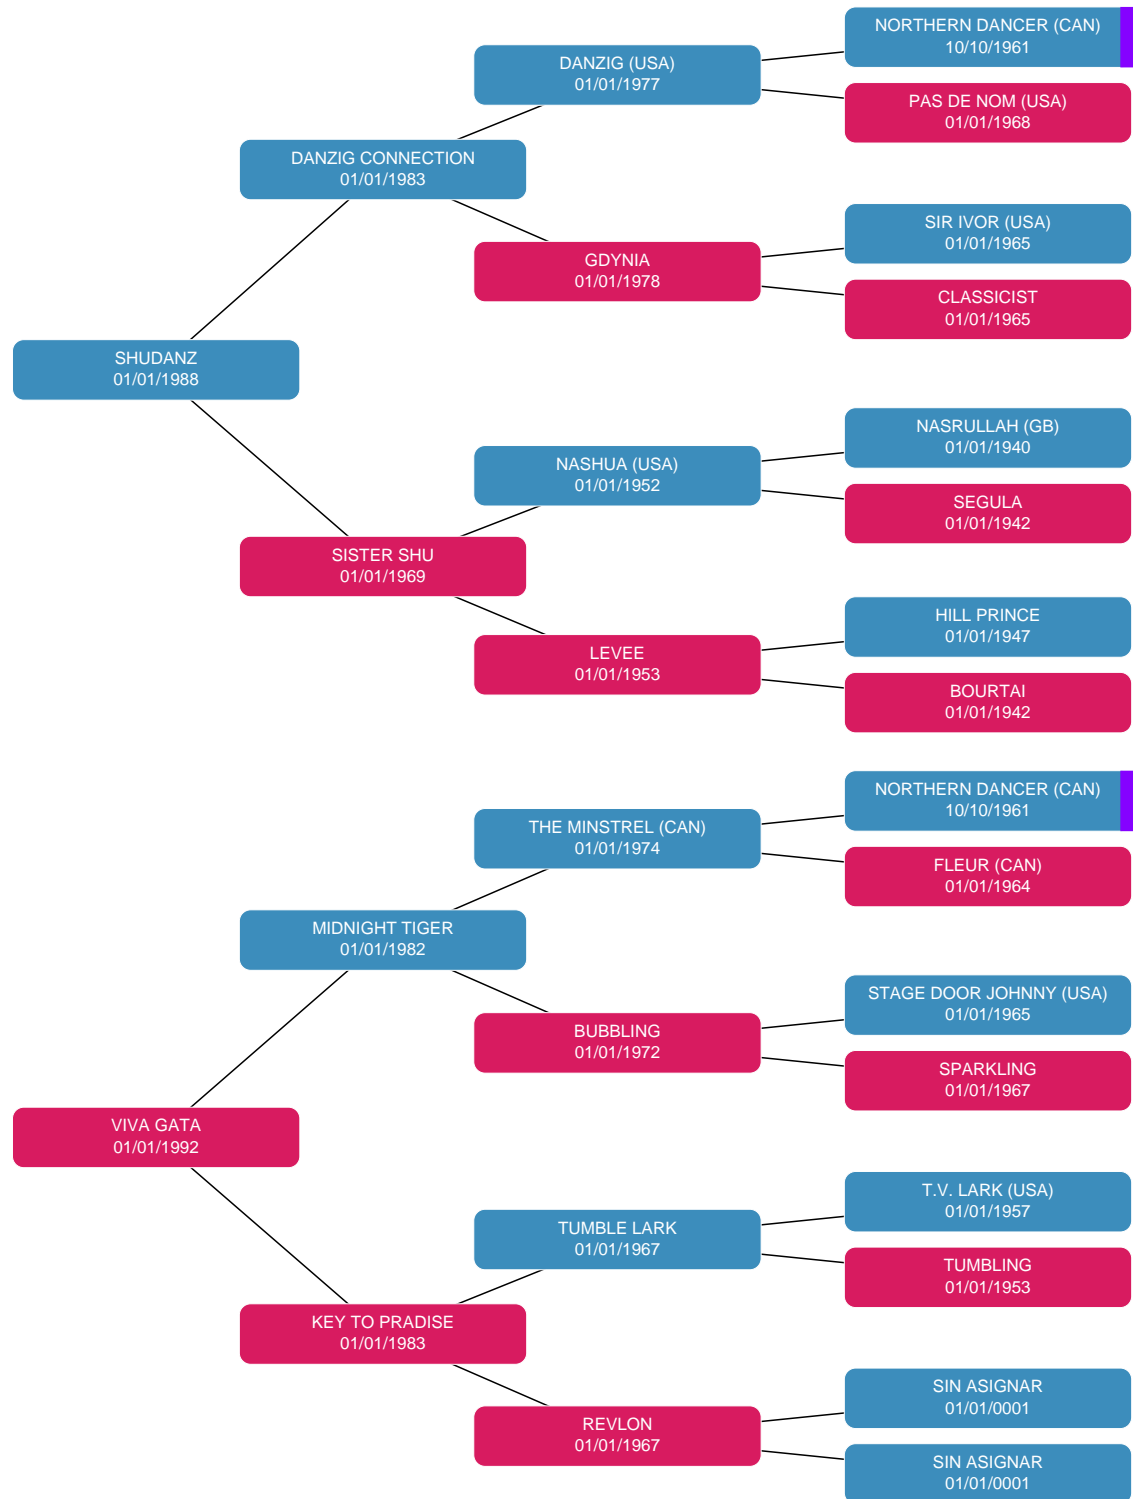 NORTHERN DANCER (CAN)
10/10/1961
DANZIG (USA)
01/01/1977
PAS DE NOM (USA)
01/01/1968
DANZIG CONNECTION
01/01/1983
SIR IVOR (USA)
01/01/1965
GDYNIA
01/01/1978
CLASSICIST
01/01/1965
SHUDANZ
01/01/1988
NASRULLAH (GB)
01/01/1940
NASHUA (USA)
01/01/1952
SEGULA
01/01/1942
SISTER SHU
01/01/1969
HILL PRINCE
01/01/1947
LEVEE
01/01/1953
BOURTAI
01/01/1942
NORTHERN DANCER (CAN)
10/10/1961
THE MINSTREL (CAN)
01/01/1974
FLEUR (CAN)
01/01/1964
MIDNIGHT TIGER
01/01/1982
STAGE DOOR JOHNNY (USA)
01/01/1965
BUBBLING
01/01/1972
SPARKLING
01/01/1967
VIVA GATA
01/01/1992
T.V. LARK (USA)
01/01/1957
TUMBLE LARK
01/01/1967
TUMBLING
01/01/1953
KEY TO PRADISE
01/01/1983
SIN ASIGNAR
01/01/0001
REVLON
01/01/1967
SIN ASIGNAR
01/01/0001